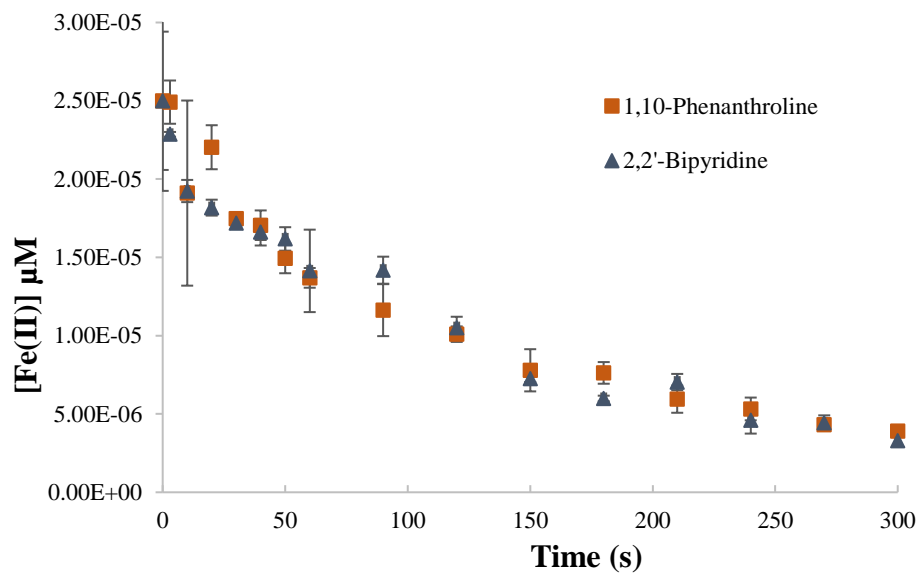 3.00E-05
2.50E-05
2.00E-05
1.50E-05
1.00E-05
5.00E-06
0.00E+00
[Fe(II)] µM
1,10-Phenanthroline
2,2'-Bipyridine
0 50 100 150 200 250 300
Time (s)